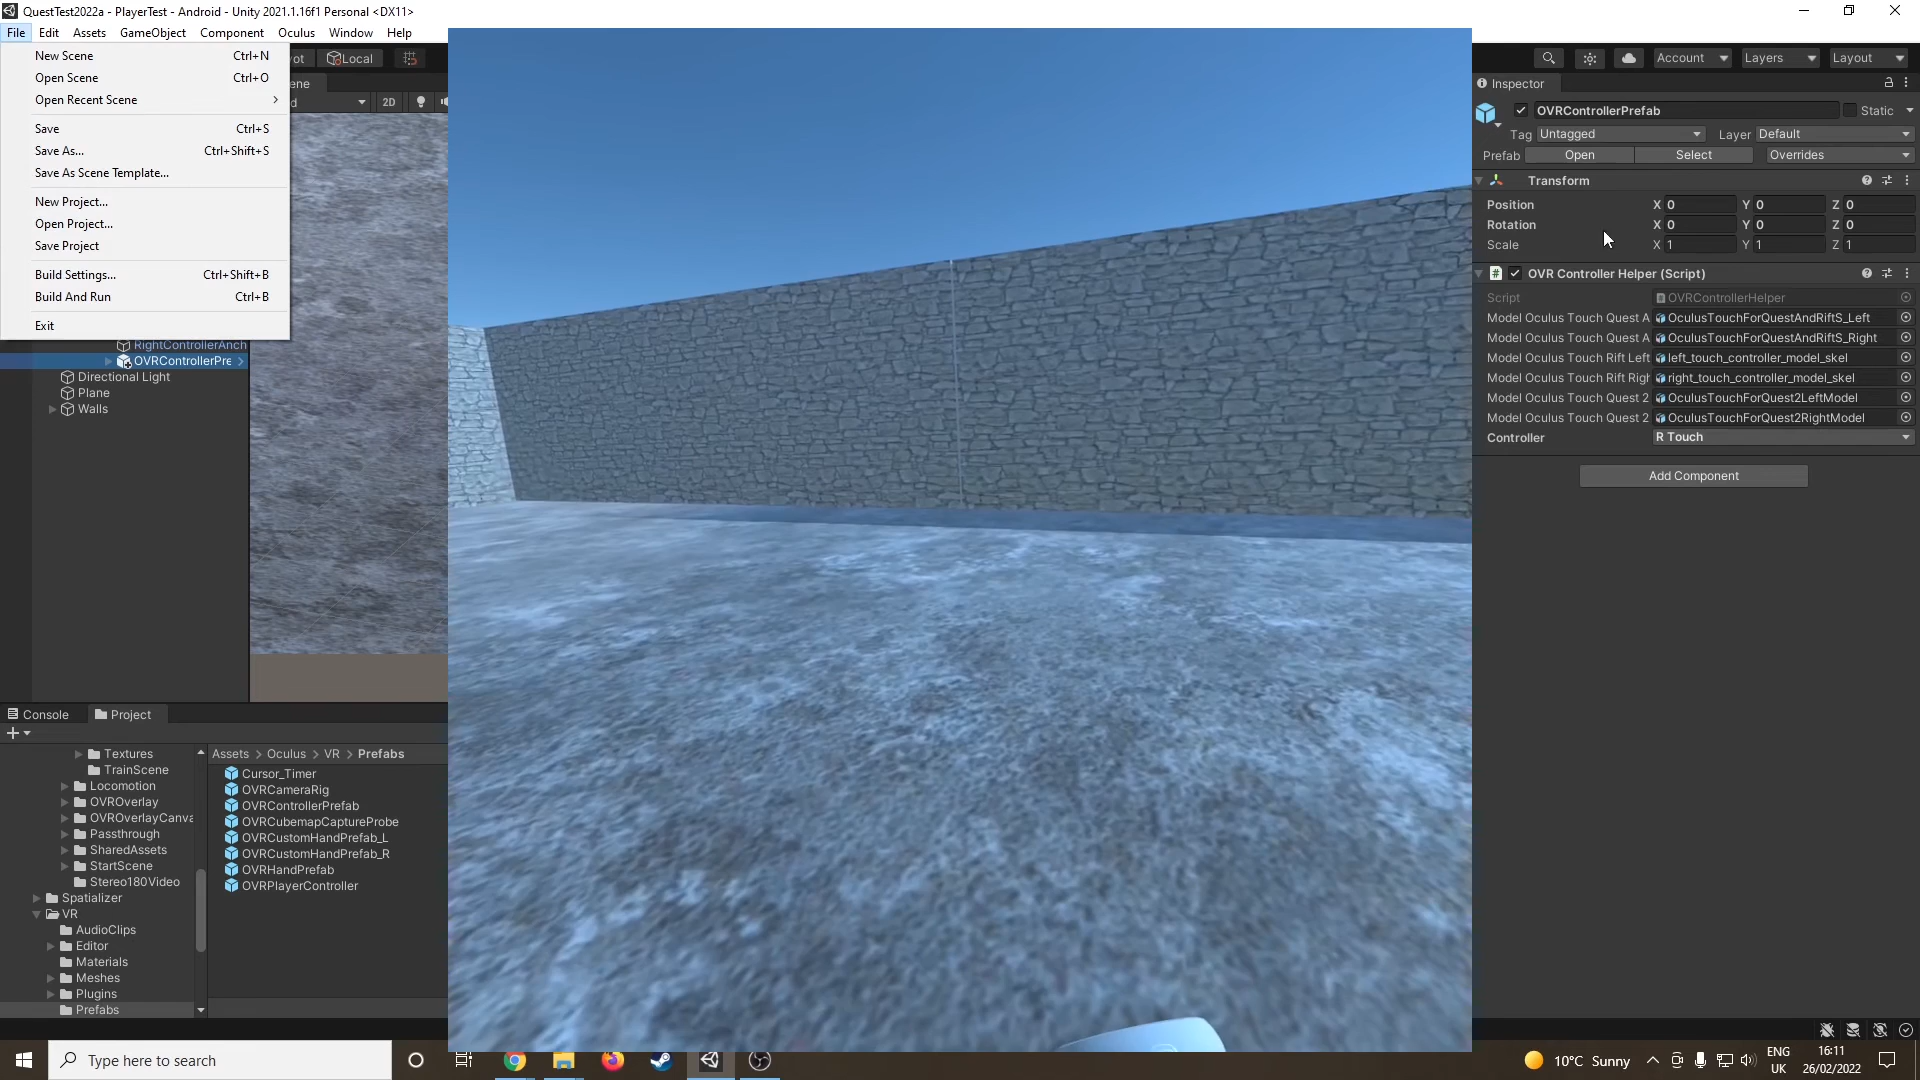 QuestTest2022a - PlayerTest - Android - Unity 2021.1.16f1 Personal <DX11>
File Edit Assets GameObject Component Oculus Window Help
New Scene Ctrl+N
Open Scene Ctrl+O
Open Recent Scene
Save Ctrl+S
Save As... Ctrl+Shift+S
Save As Scene Template...
New Project...
Open Project...
Save Project
Build Settings... Ctrl+Shift+B
Build And Run Ctrl+B
Exit
Local
2D
RightControllerAnch
OVRControllerPre
Directional Light
Plane
Walls
Console Project
Textures
TrainScene
Locomotion
OVROverlay
OVROverlayCanva
Passthrough
SharedAssets
StartScene
Stereo180Video
Spatializer
VR
AudioClips
Editor
Materials
Meshes
Plugins
Prefabs
Assets > Oculus > VR > Prefabs
Cursor_Timer
OVRCameraRig
OVRControllerPrefab
OVRCubemapCaptureProbe
OVRCustomHandPrefab_L
OVRCustomHandPrefab_R
OVRHandPrefab
OVRPlayerController
Account Layers Layout
Inspector
OVRControllerPrefab Static
Tag Untagged Layer Default
Prefab Open Select Overrides
Transform
Position X 0 Y 0 Z 0
Rotation X 0 Y 0 Z 0
Scale X 1 Y 1 Z 1
# OVR Controller Helper (Script)
Script OVRControllerHelper
Model Oculus Touch Quest A OculusTouchForQuestAndRiftS_Left
Model Oculus Touch Quest A OculusTouchForQuestAndRiftS_Right
Model Oculus Touch Rift Left left_touch_controller_model_skel
Model Oculus Touch Rift Righ right_touch_controller_model_skel
Model Oculus Touch Quest 2 OculusTouchForQuest2LeftModel
Model Oculus Touch Quest 2 OculusTouchForQuest2RightModel
Controller R Touch
Add Component
Type here to search
10°C Sunny
ENG
UK
16:11
26/02/2022